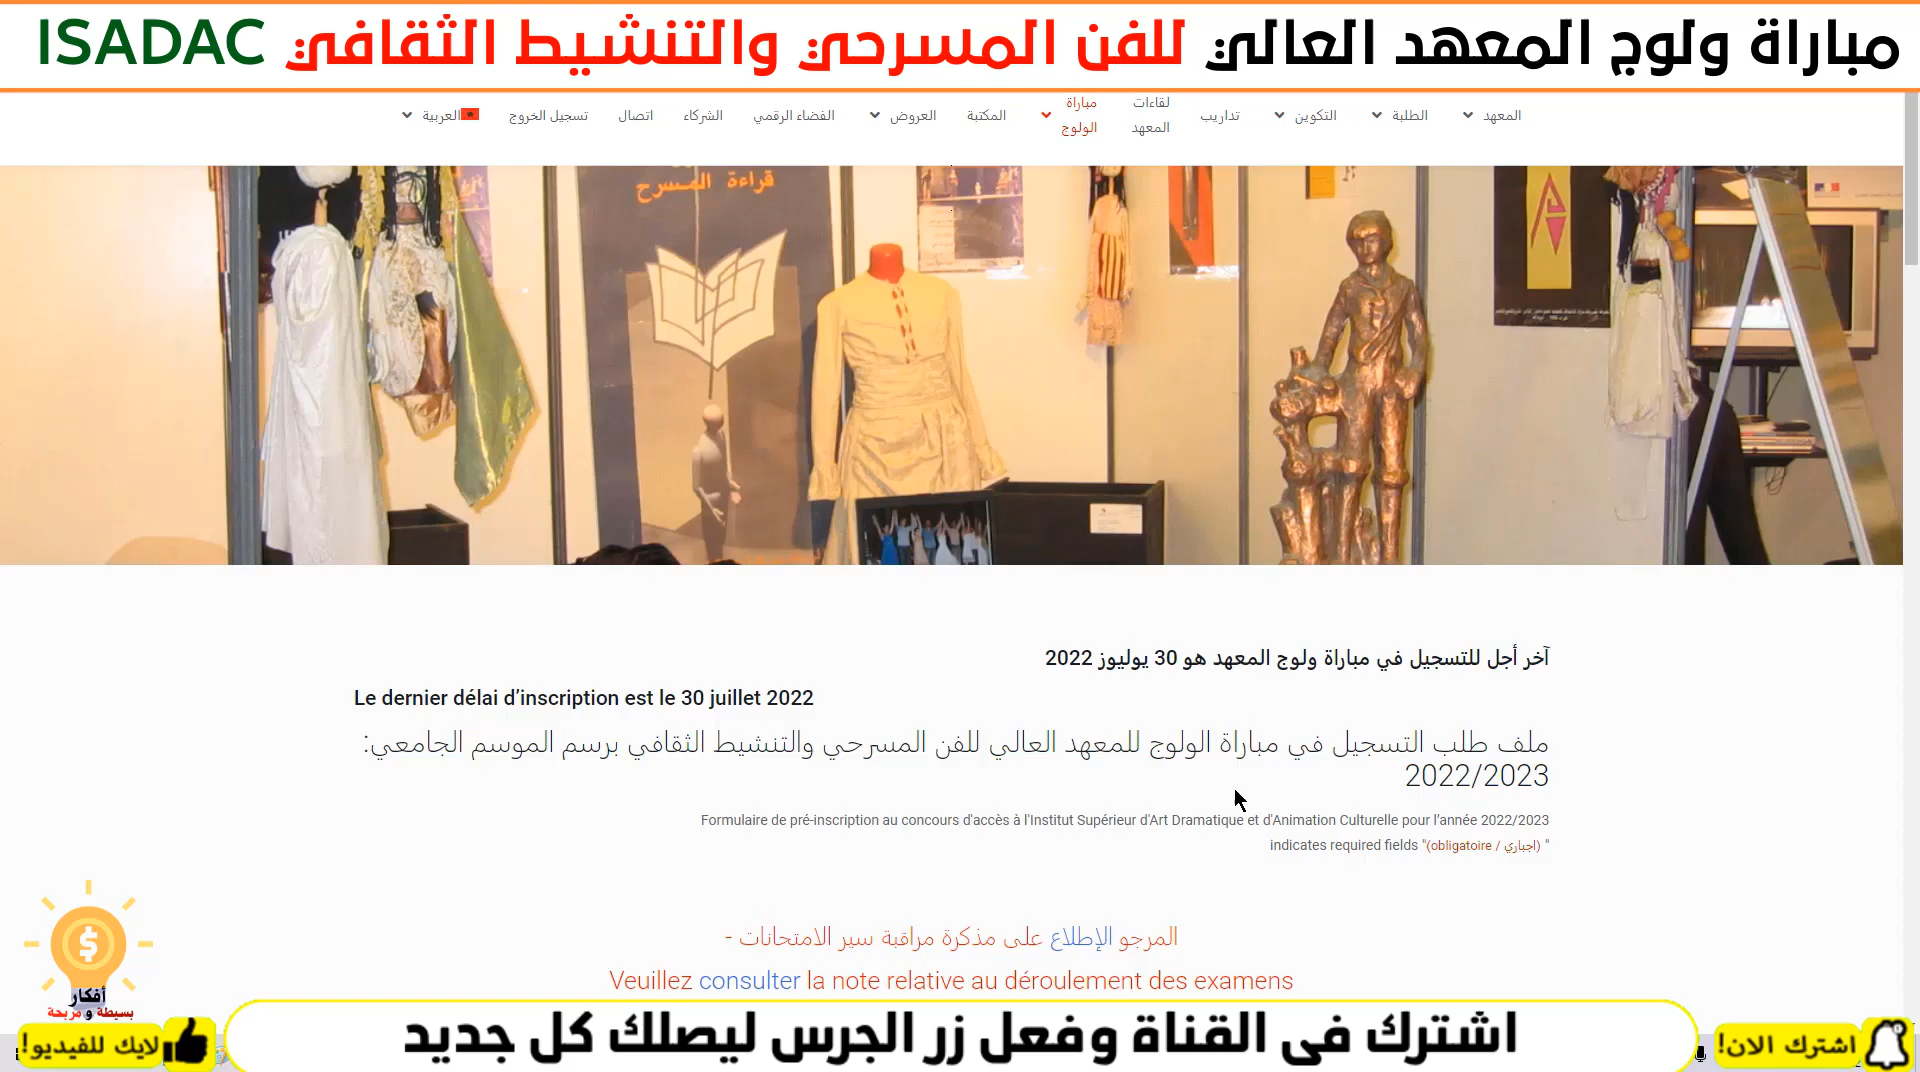 مباراة ولوج المعهد العالي للفن المسرحي والتنشيط الثقافي ISADAC
المعهد
الطلبة
التكوين
تداريب
لقاءات المعهد
مباراة الولوج
المكتبة
العروض
الفضاء الرقمي
الشركاء
اتصال
تسجيل الخروج
العربية
قراءة المسرح
آخر أجل للتسجيل في مباراة ولوج المعهد هو 30 يوليوز 2022
Le dernier délai d’inscription est le 30 juillet 2022
ملف طلب التسجيل في مباراة الولوج للمعهد العالي للفن المسرحي والتنشيط الثقافي برسم الموسم الجامعي:
2022/2023
Formulaire de pré-inscription au concours d'accès à l'Institut Supérieur d'Art Dramatique et d'Animation Culturelle pour l'année 2022/2023
indicates required fields "(obligatoire / اجباري) "
المرجو الإطلاع على مذكرة مراقبة سير الامتحانات -
Veuillez consulter la note relative au déroulement des examens
أفكار
بسيطة و مربحة
لايك للفيديو!
اشترك فى القناة وفعل زر الجرس ليصلك كل جديد
اشترك الان!